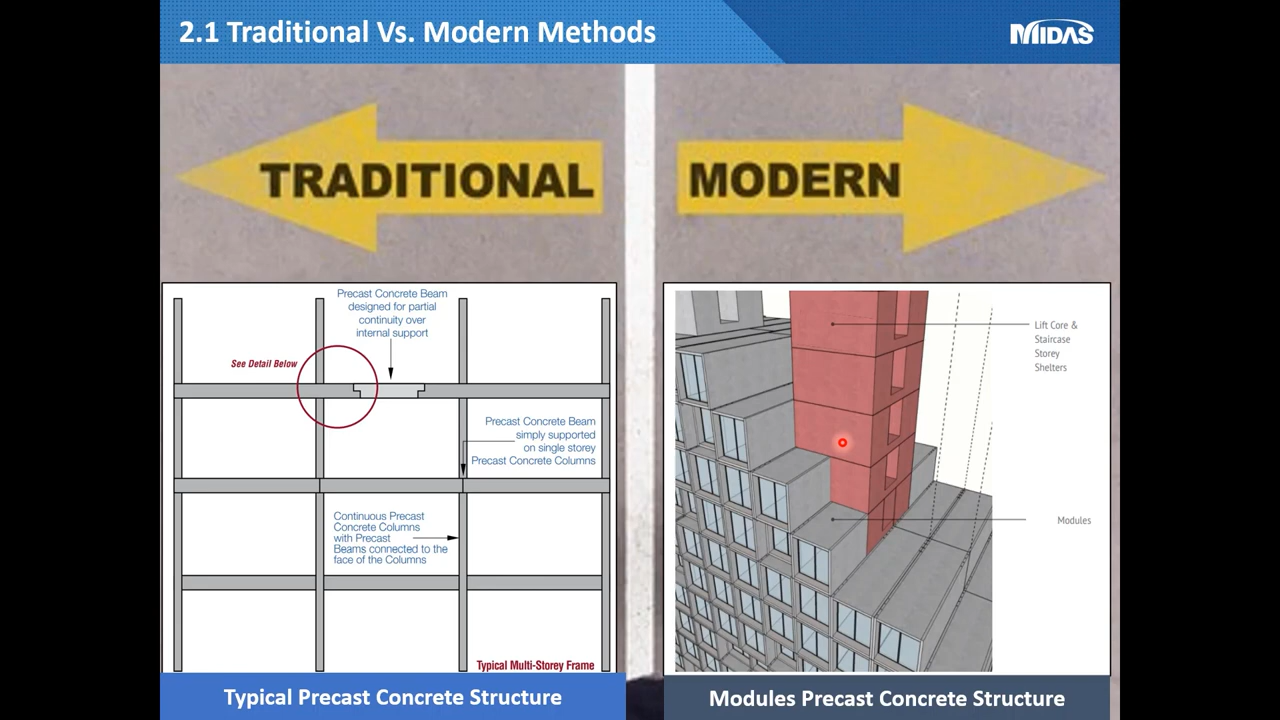 2.1 Traditional Vs. Modern Methods
MIDAS
TRADITIONAL
MODERN
Precast Concrete Beam
designed for partial
continuity over
internal support
See Detail Below
Precast Concrete Beam
simply supported
on single storey
Precast Concrete Columns
Continuous Precast
Concrete Columns
with Precast
Beams connected to the
face of the Columns
Typical Multi-Storey Frame
Lift Core &
Staircase
Storey
Shelters
Modules
Typical Precast Concrete Structure
Modules Precast Concrete Structure